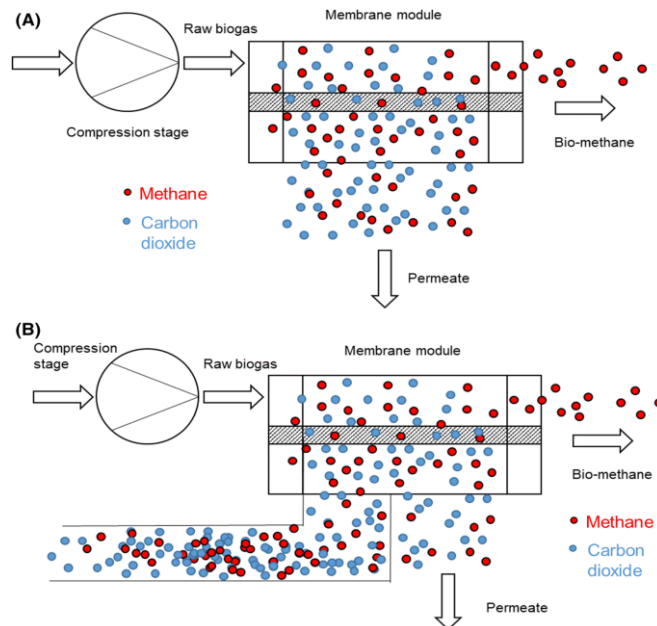 (A)
Raw biogas
Membrane module
Compression stage
Bio-methane
Methane
Carbon
dioxide
Permeate
(B)
Compression
stage
Raw biogas
Membrane module
Bio-methane
Methane
Carbon
dioxide
Permeate